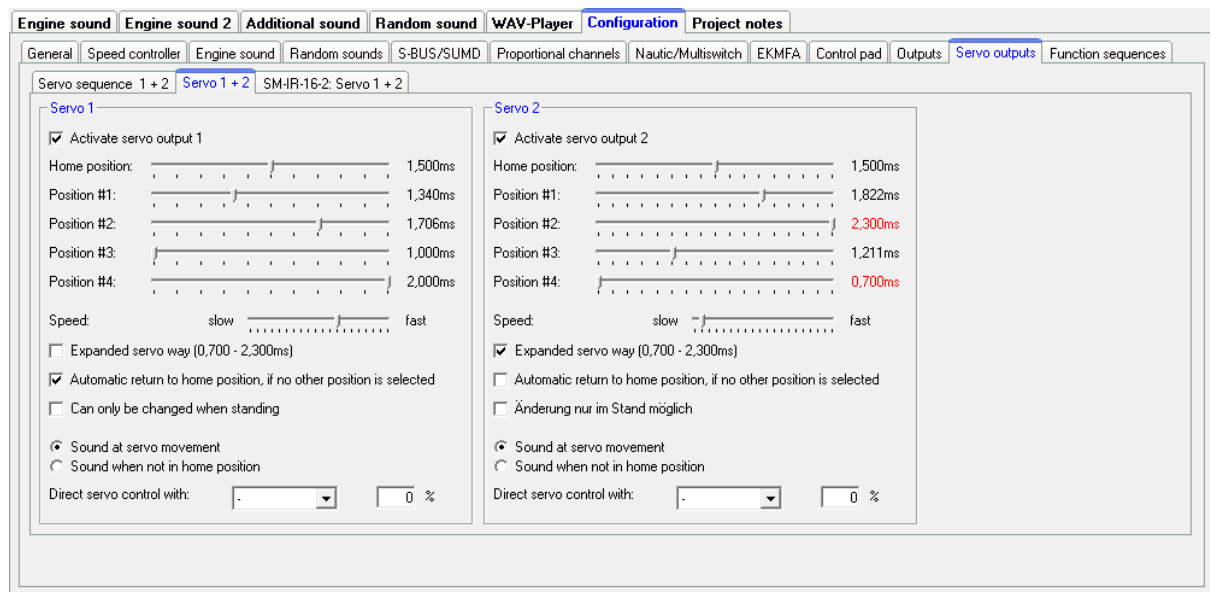 Engine sound Engine sound 2 Additional sound Random sound WAV-Player Configuration Project notes
General Speed controller Engine sound Random sounds S-BUS/SUMD Proportional channels Nautic/Multiswitch EKMFA Control pad Outputs Servo outputs Function sequences
Servo sequence 1 + 2 Servo 1 + 2 SM-IR-16-2: Servo 1 + 2
Servo 1
Activate servo output 1
Home position: 1,500ms
Position #1: 1,340ms
Position #2: 1,706ms
Position #3: 1,000ms
Position #4: 2,000ms
Speed: slow fast
Expanded servo way (0,700 - 2,300ms)
Automatic return to home position, if no other position is selected
Can only be changed when standing
Sound at servo movement
Sound when not in home position
Direct servo control with: - 0 %
Servo 2
Activate servo output 2
Home position: 1,500ms
Position #1: 1,822ms
Position #2: 2,300ms
Position #3: 1,211ms
Position #4: 0,700ms
Speed: slow fast
Expanded servo way (0,700 - 2,300ms)
Automatic return to home position, if no other position is selected
Änderung nur im Stand möglich
Sound at servo movement
Sound when not in home position
Direct servo control with: - 0 %